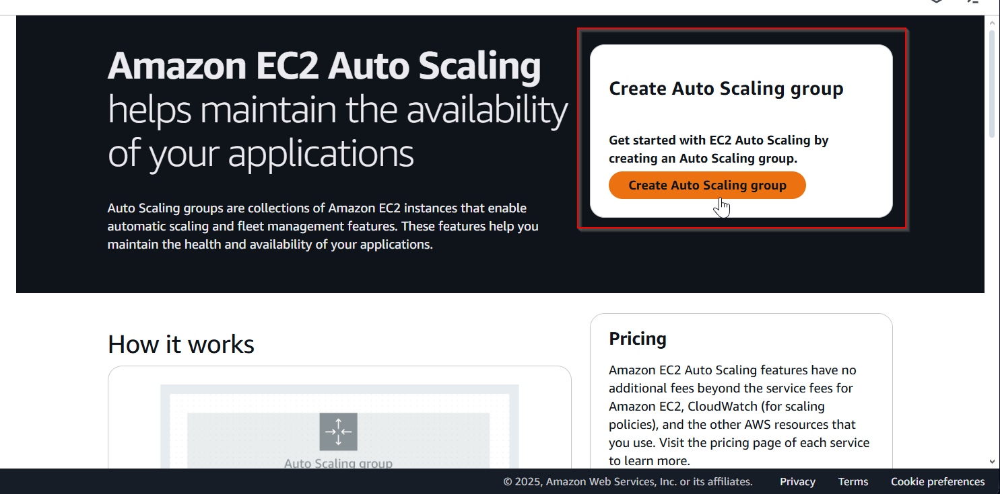 Amazon EC2 Auto Scaling
helps maintain the availability
of your applications
Auto Scaling groups are collections of Amazon EC2 instances that enable
automatic scaling and fleet management features. These features help you
maintain the health and availability of your applications.
Create Auto Scaling group
Get started with EC2 Auto Scaling by
creating an Auto Scaling group.
Create Auto Scaling group
How it works
Auto Scaling group
Pricing
Amazon EC2 Auto Scaling features have no
additional fees beyond the service fees for
Amazon EC2, CloudWatch (for scaling
policies), and the other AWS resources that
you use. Visit the pricing page of each service
to learn more.
© 2025, Amazon Web Services, Inc. or its affiliates.
Privacy
Terms
Cookie preferences